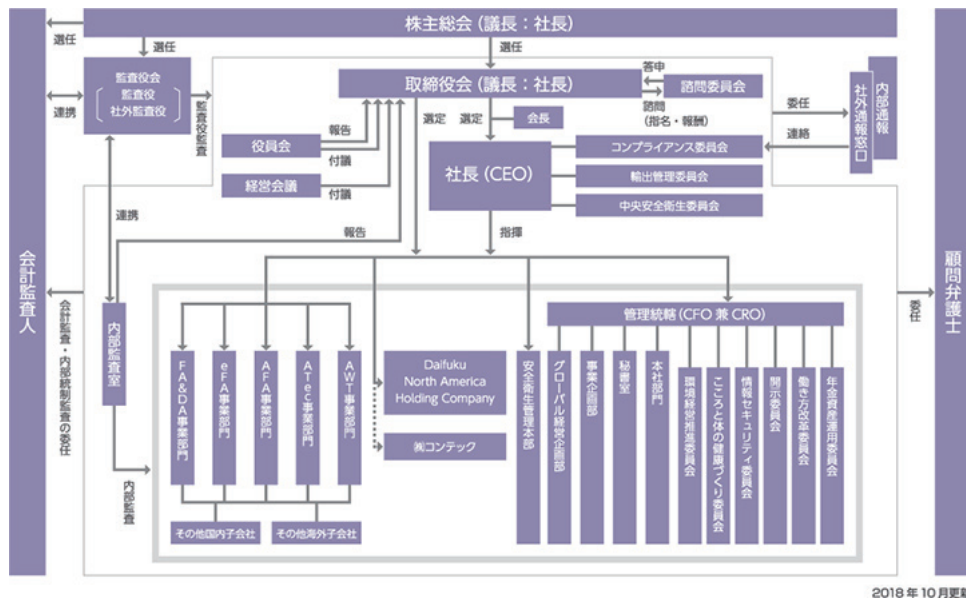 株主総会（議長：社長）
選任
選任
選任
監査役会
監査役
社外監査役
連携
監査役監査
取締役会（議長：社長）
答申
諮問委員会
諮問
（指名・報酬）
委任
社外通報窓口
内部通報
連絡
役員会
報告
付議
経営会議
付議
選定
選定
会長
社長（CEO）
コンプライアンス委員会
輸出管理委員会
中央安全衛生委員会
連携
報告
指揮
会計監査人
顧問弁護士
会計監査・内部統制監査の委任
内部監査室
内部監査
委任
管理統轄（CFO 兼 CRO）
FA&DA事業部門
eFA事業部門
AFA事業部門
ATec事業部門
AWT事業部門
Daifuku
North America
Holding Company
㈱コンテック
安全衛生管理本部
グローバル経営企画部
事業企画部
秘書室
本社部門
環境経営推進委員会
こころと体の健康づくり委員会
情報セキュリティ委員会
開示委員会
働き方改革委員会
年金資産運用委員会
その他国内子会社
その他海外子会社
2018年10月更新